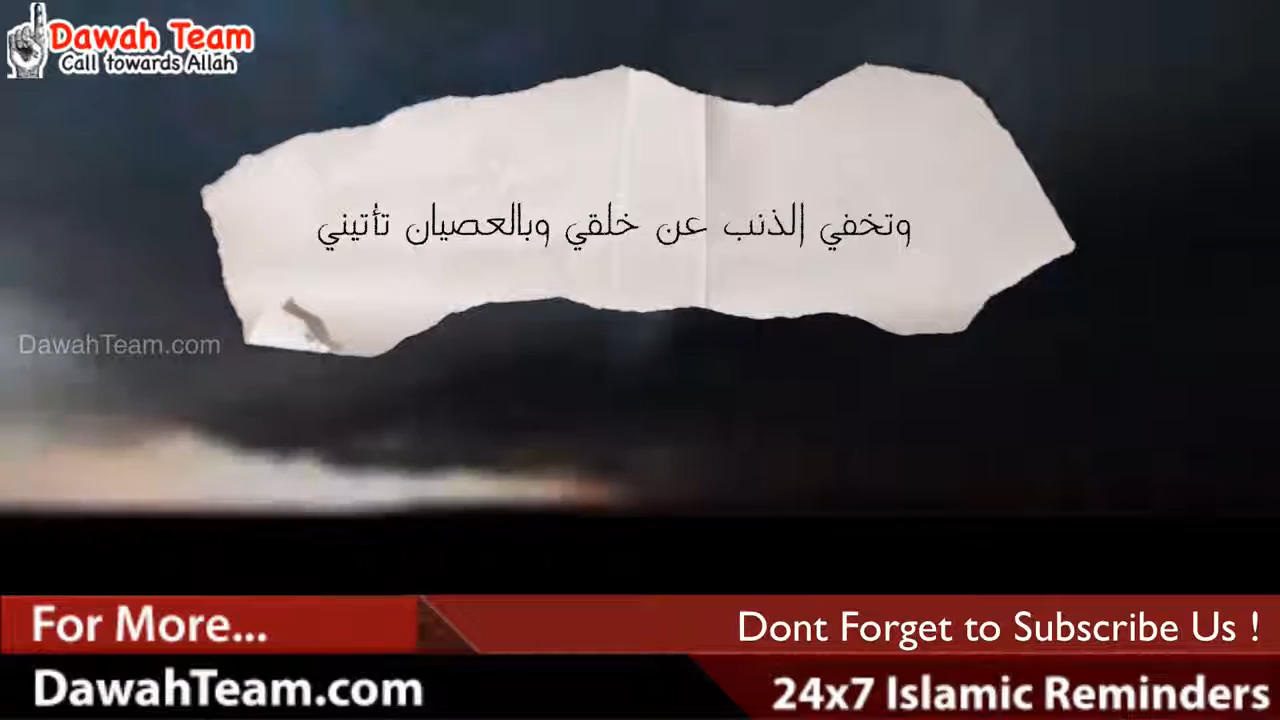 Dawah Team
Call towards Allah
وتخفي الذنب عن خلقي وبالعصيان تأتيني
DawahTeam.com
For More...
Dont Forget to Subscribe Us !
DawahTeam.com
24x7 Islamic Reminders